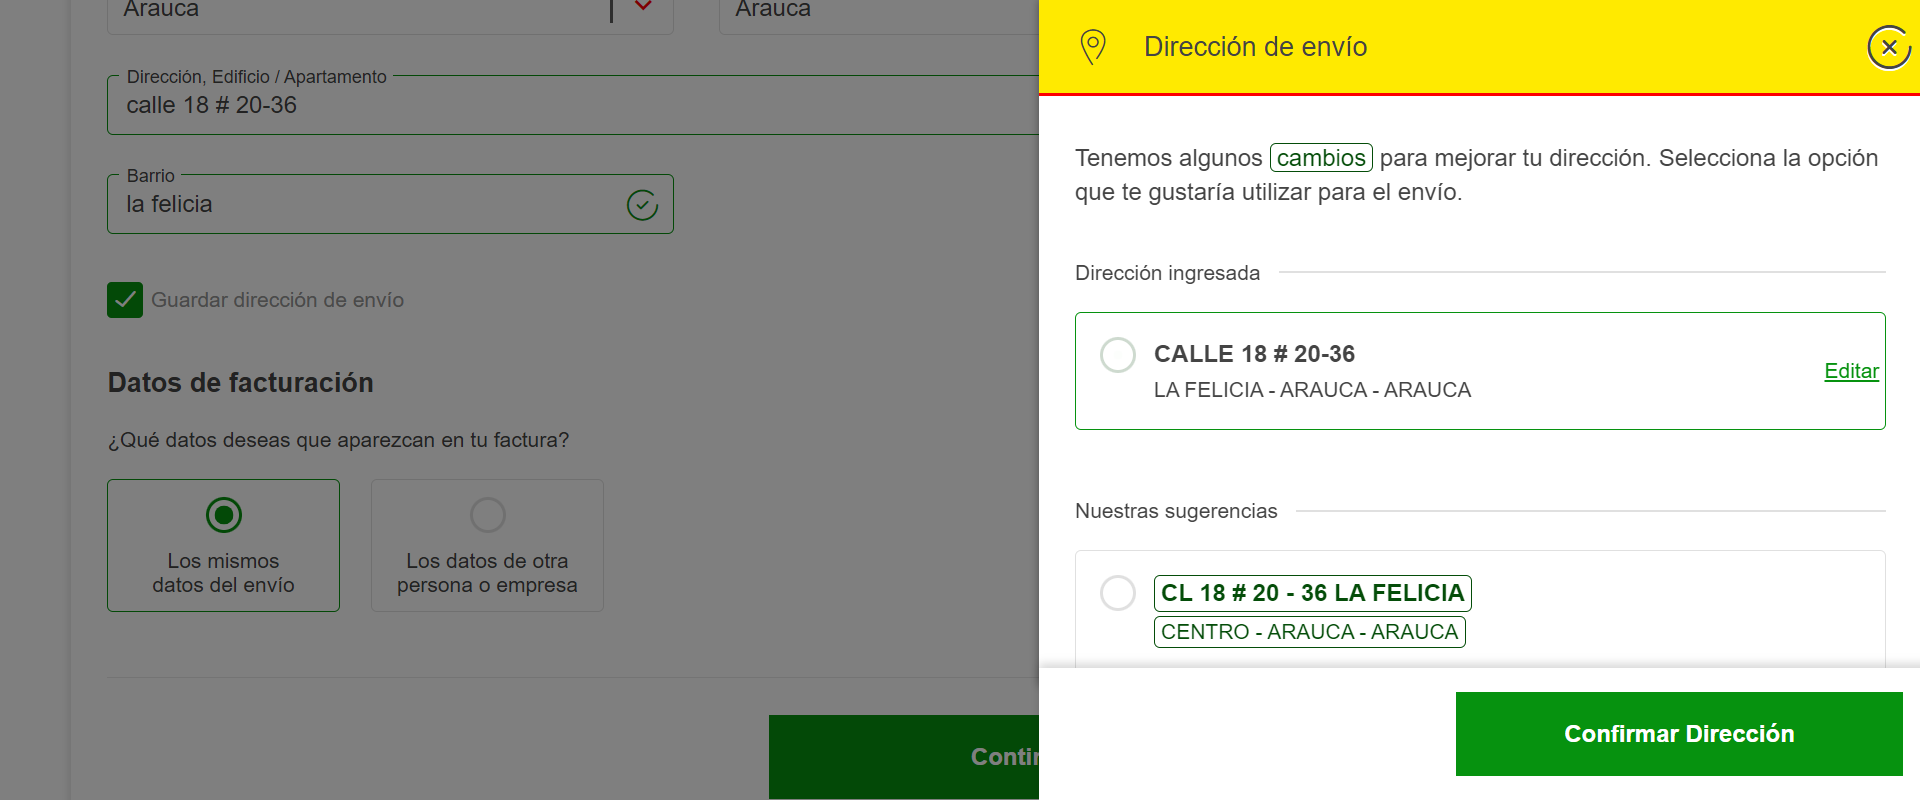 Arauca
Arauca
Dirección, Edificio / Apartamento
calle 18 # 20-36
Barrio
la felicia
Guardar dirección de envío
Datos de facturación
¿Qué datos deseas que aparezcan en tu factura?
Los mismos
datos del envío
Los datos de otra
persona o empresa
Dirección de envío
Tenemos algunos cambios para mejorar tu dirección. Selecciona la opción
que te gustaría utilizar para el envío.
Dirección ingresada
CALLE 18 # 20-36
LA FELICIA - ARAUCA - ARAUCA
Editar
Nuestras sugerencias
CL 18 # 20 - 36 LA FELICIA
CENTRO - ARAUCA - ARAUCA
Confirmar Dirección